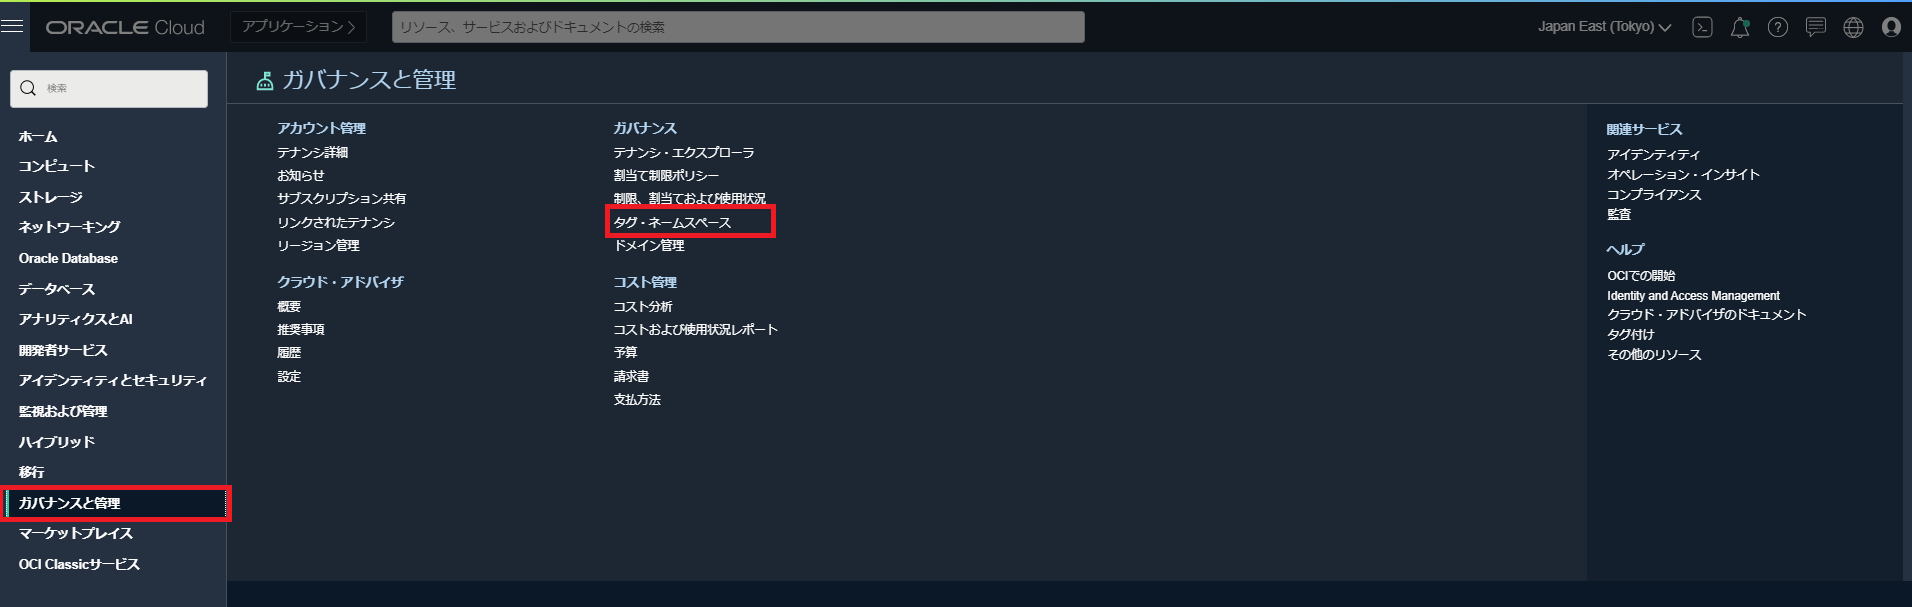 ORACLE Cloud
アプリケーション
リソース、サービスおよびドキュメントの検索
Japan East (Tokyo)
検索
ホーム
コンピュート
ストレージ
ネットワーキング
Oracle Database
データベース
アナリティクスとAI
開発者サービス
アイデンティティとセキュリティ
監視および管理
ハイブリッド
移行
ガバナンスと管理
マーケットプレイス
OCI Classicサービス
ガバナンスと管理
アカウント管理
テナンシ詳細
お知らせ
サブスクリプション共有
リンクされたテナンシ
リージョン管理
クラウド・アドバイザ
概要
推奨事項
履歴
設定
ガバナンス
テナンシ・エクスプローラ
割当て制限ポリシー
制限、割当ておよび使用状況
タグ・ネームスペース
ドメイン管理
コスト管理
コスト分析
コストおよび使用状況レポート
予算
請求書
支払方法
関連サービス
アイデンティティ
オペレーション・インサイト
コンプライアンス
監査
ヘルプ
OCIでの開始
Identity and Access Management
クラウド・アドバイザのドキュメント
タグ付け
その他のリソース